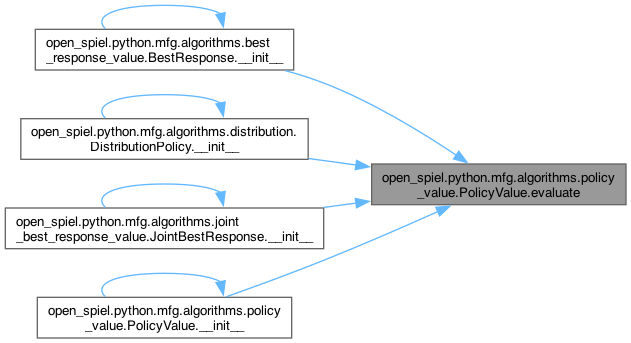 open_spiel.python.mfg.algorithms.best
_response_value.BestResponse.__init__
open_spiel.python.mfg.algorithms.distribution.
DistributionPolicy.__init__
open_spiel.python.mfg.algorithms.policy
_value.PolicyValue.evaluate
open_spiel.python.mfg.algorithms.joint
_best_response_value.JointBestResponse.__init__
open_spiel.python.mfg.algorithms.policy
_value.PolicyValue.__init__